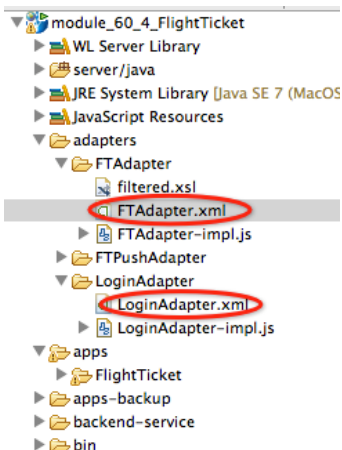 module_60_4_FlightTicket
WL Server Library
server/java
JRE System Library [Java SE 7 (MacOS
JavaScript Resources
adapters
FTAdapter
filtered.xsl
FTAdapter.xml
FTAdapter-impl.js
FTPushAdapter
LoginAdapter
LoginAdapter.xml
LoginAdapter-impl.js
apps
FlightTicket
apps-backup
backend-service
bin